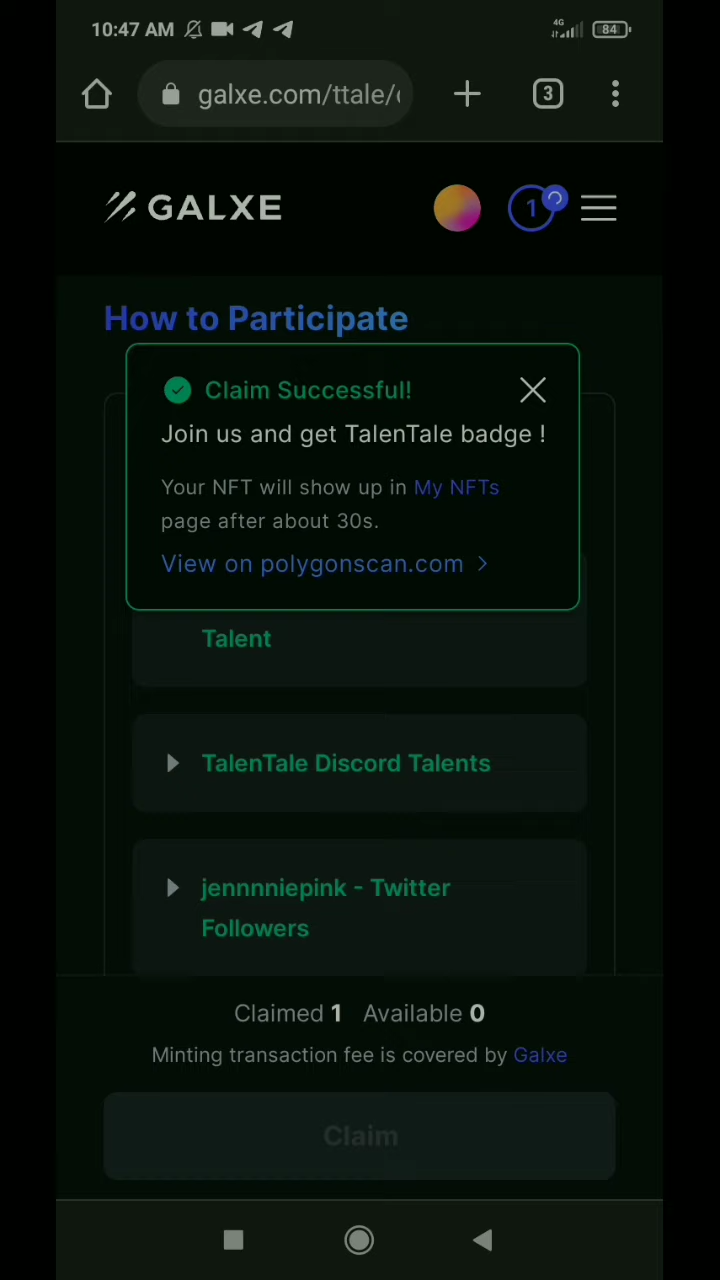 10:47 AM 4G 84
galxe.com/ttale/ 3
GALXE 1
How to Participate
Claim Successful!
Join us and get TalenTale badge !
Your NFT will show up in My NFTs
page after about 30s.
View on polygonscan.com
Talent
TalenTale Discord Talents
jennnniepink - Twitter
Followers
Claimed 1 Available 0
Minting transaction fee is covered by Galxe
Claim